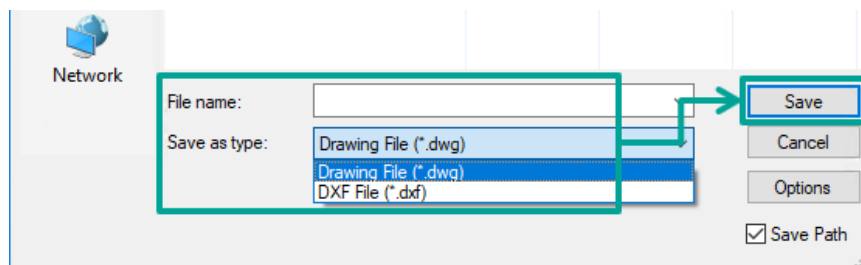 Network
File name:
Save
Save as type:
Drawing File (*.dwg)
Cancel
Drawing File (*.dwg)
DXF File (*.dxf)
Options
Save Path